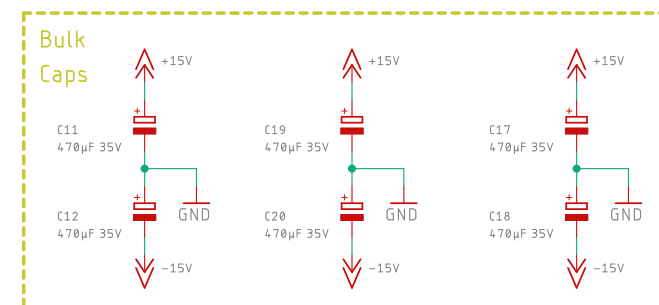 Bulk
Caps
+15V
+15V
+15V
+
C11
470µF 35V
+
C19
470µF 35V
+
C17
470µF 35V
+
C12
470µF 35V
GND
+
C20
470µF 35V
GND
+
C18
470µF 35V
GND
-15V
-15V
-15V